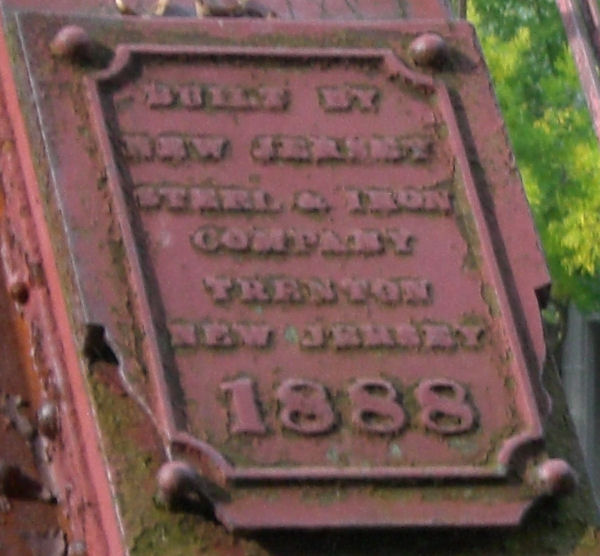 BUILT BY
NEW JERSEY
STEEL & IRON
COMPANY
TRENTON
NEW JERSEY
1888